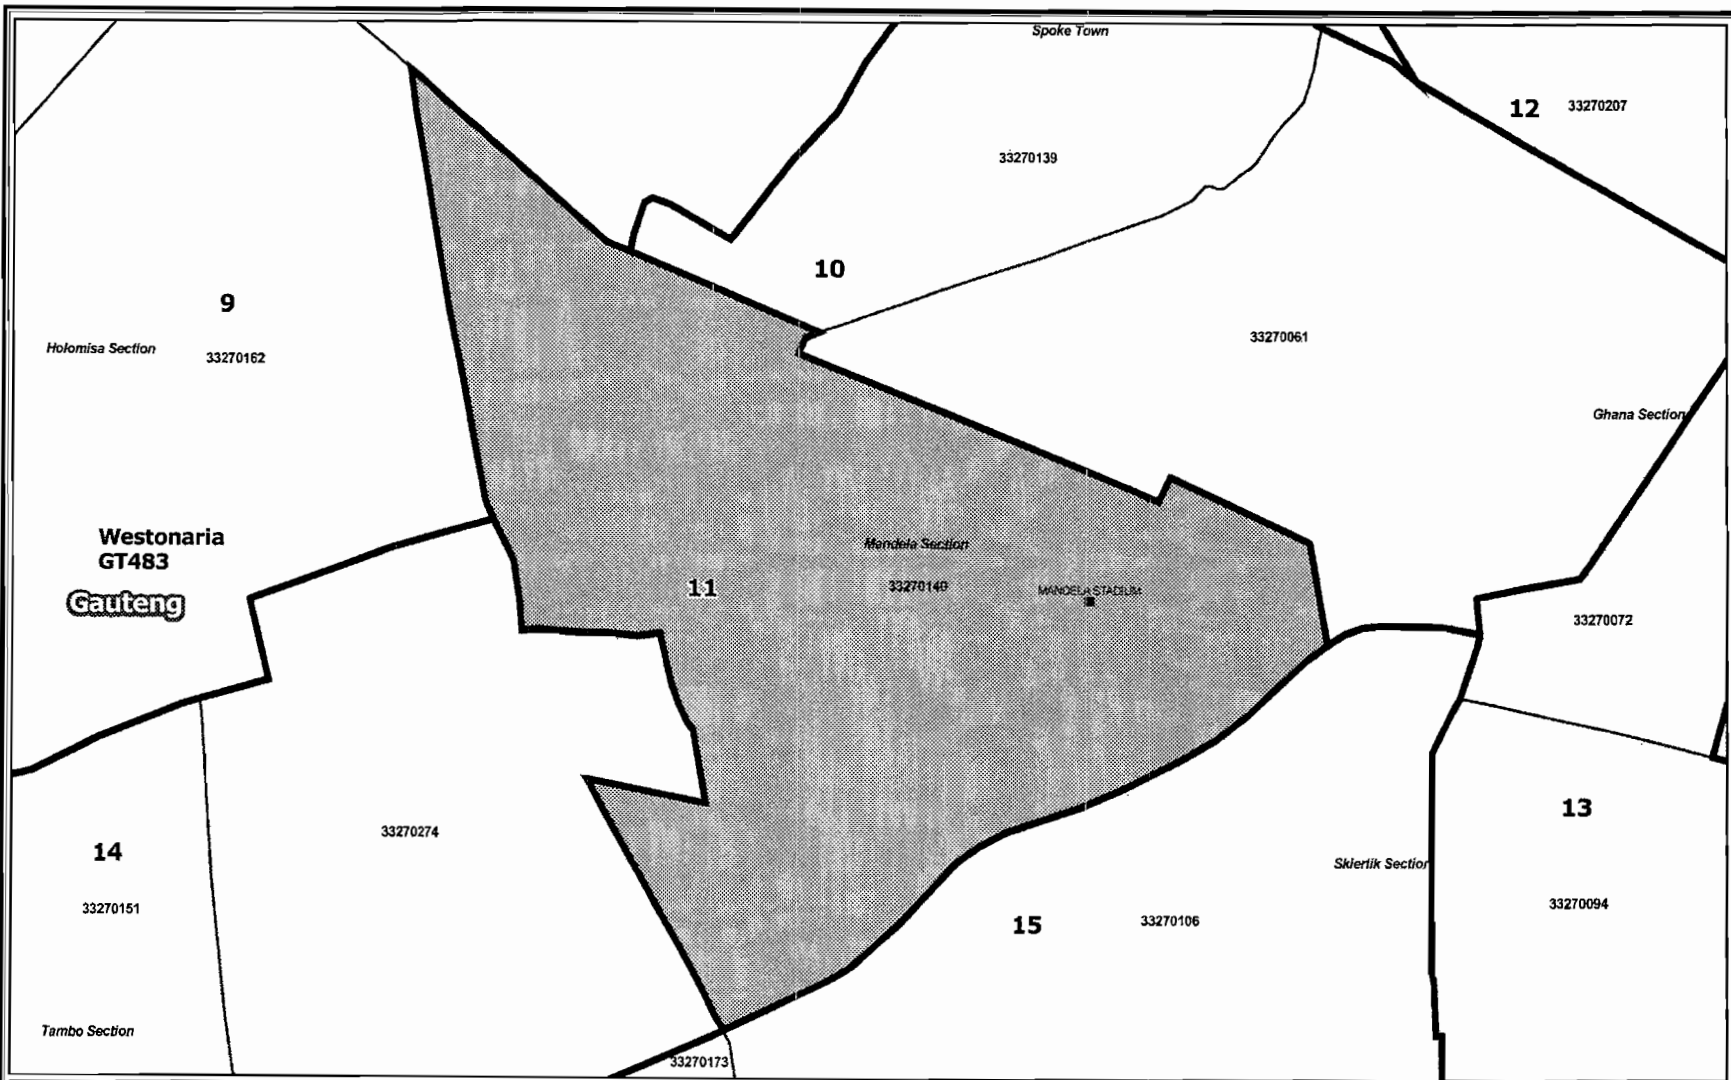 Spoke Town
12 33270207
33270139
10
9
33270061
Holomisa Section
33270162
Ghana Section
Westonaria
GT483
Gauteng
Mandela Section
11
33270140
MANDELA STADIUM
33270072
13
33270274
14
Skierlik Section
33270151
33270094
15
33270106
Tambo Section
33270173